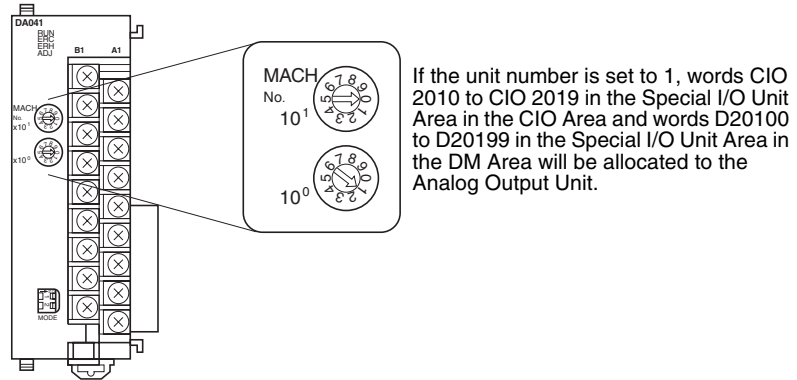 DA041
RUN
ERC
ERH
ADJ
B1 A1
MACH
No.
x10¹
x10⁰
MODE
MACH
No.
10¹
10⁰
If the unit number is set to 1, words CIO
2010 to CIO 2019 in the Special I/O Unit
Area in the CIO Area and words D20100
to D20199 in the Special I/O Unit Area in
the DM Area will be allocated to the
Analog Output Unit.